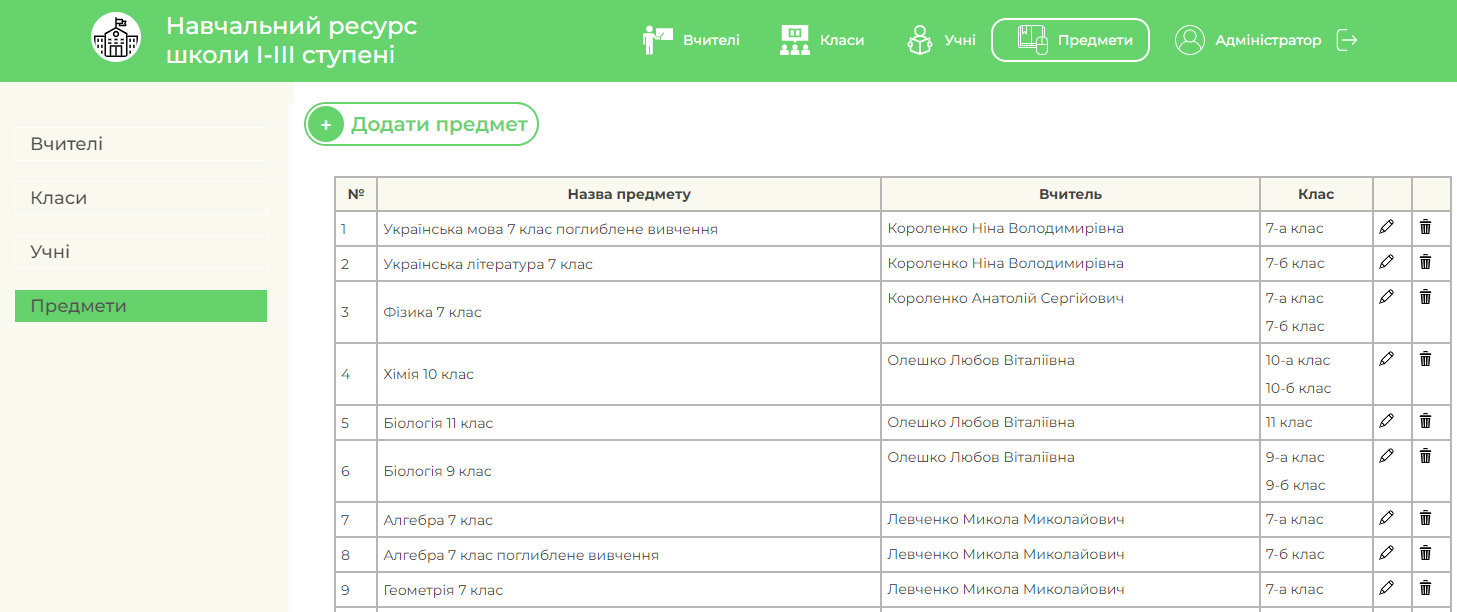 Навчальний ресурс
школи І-ІІІ ступені
Вчителі Класи Учні Предмети Адміністратор
Вчителі
Класи
Учні
Предмети
+ Додати предмет
№ Назва предмету Вчитель Клас
1 Українська мова 7 клас поглиблене вивчення Короленко Ніна Володимирівна 7-а клас
2 Українська література 7 клас Короленко Ніна Володимирівна 7-б клас
3 Фізика 7 клас Короленко Анатолій Сергійович 7-а клас
7-б клас
4 Хімія 10 клас Олешко Любов Віталіївна 10-а клас
10-б клас
5 Біологія 11 клас Олешко Любов Віталіївна 11 клас
6 Біологія 9 клас Олешко Любов Віталіївна 9-а клас
9-б клас
7 Алгебра 7 клас Левченко Микола Миколайович 7-а клас
8 Алгебра 7 клас поглиблене вивчення Левченко Микола Миколайович 7-б клас
9 Геометрія 7 клас Левченко Микола Миколайович 7-а клас